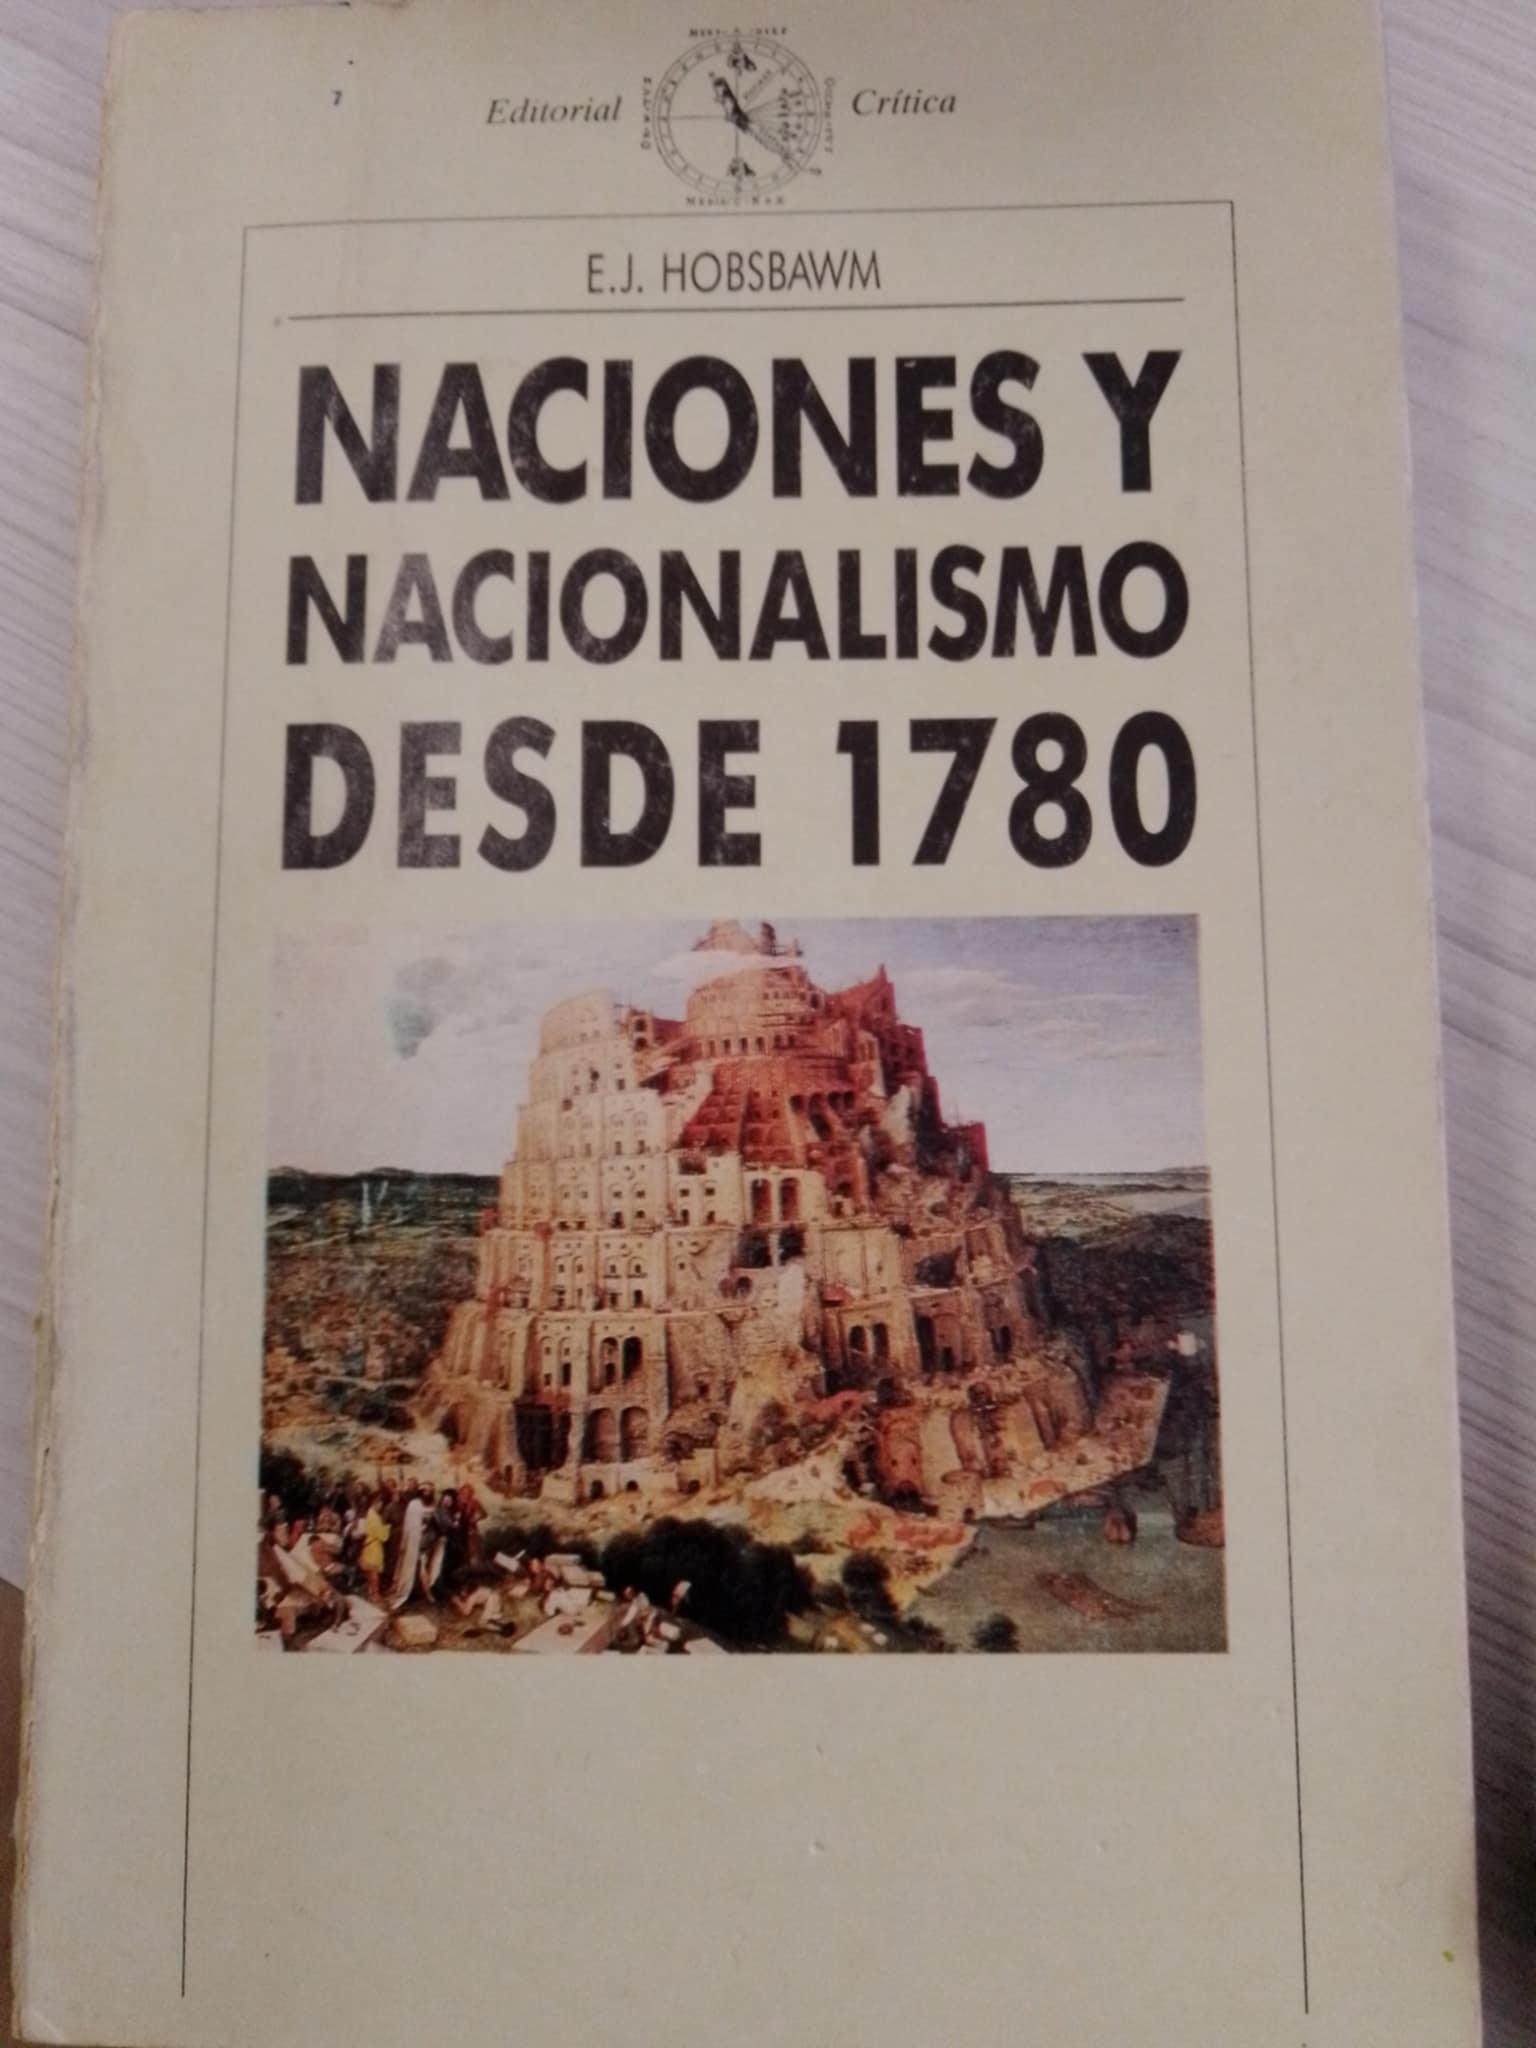 7
Editorial Crítica
E.J. HOBSBAWM
NACIONES Y
NACIONALISMO
DESDE 1780